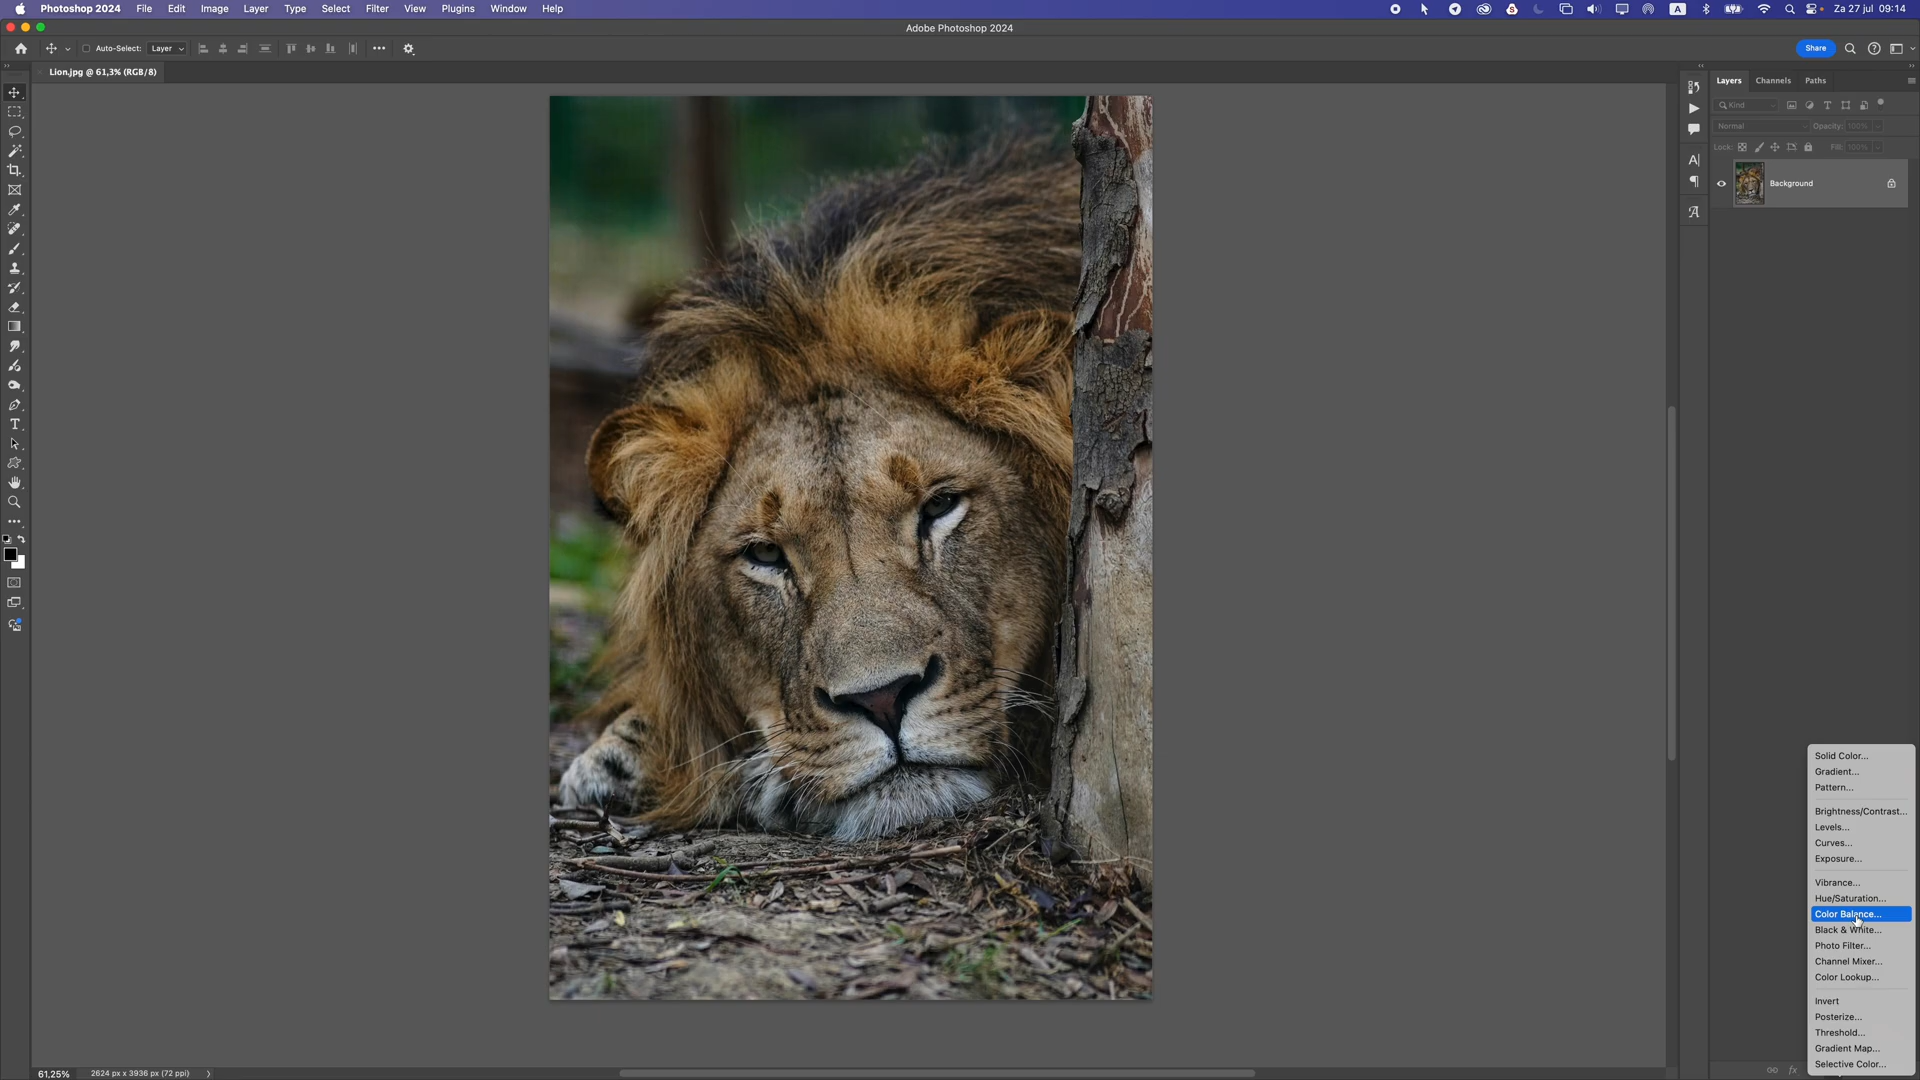 Photoshop 2024 File Edit Image Layer Type Select Filter View Plugins Window Help A Za 27 jul 09:14
Adobe Photoshop 2024
Auto-Select: Layer Share
Lion.jpg @ 61,3% (RGB/8)
Layers Channels Paths
Kind
Normal Opacity: 100%
Lock: Fill: 100%
Background
Solid Color...
Gradient...
Pattern...
Brightness/Contrast...
Levels...
Curves...
Exposure...
Vibrance...
Hue/Saturation...
Color Balance...
Black & White...
Photo Filter...
Channel Mixer...
Color Lookup...
Invert
Posterize...
Threshold...
Gradient Map...
Selective Color...
61,25% 2624 px x 3936 px (72 ppi) fx